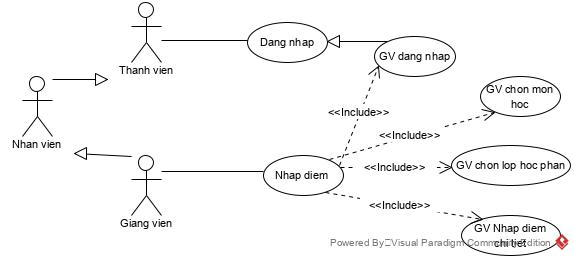 Thanh vien
Dang nhap
GV dang nhap
Nhan vien
<<Include>>
GV chon mon
hoc
<<Include>>
Giang vien
Nhap diem
<<Include>>
GV chon lop hoc phan
<<Include>>
GV Nhap diem
chi tiet
Powered By Visual Paradigm Community Edition